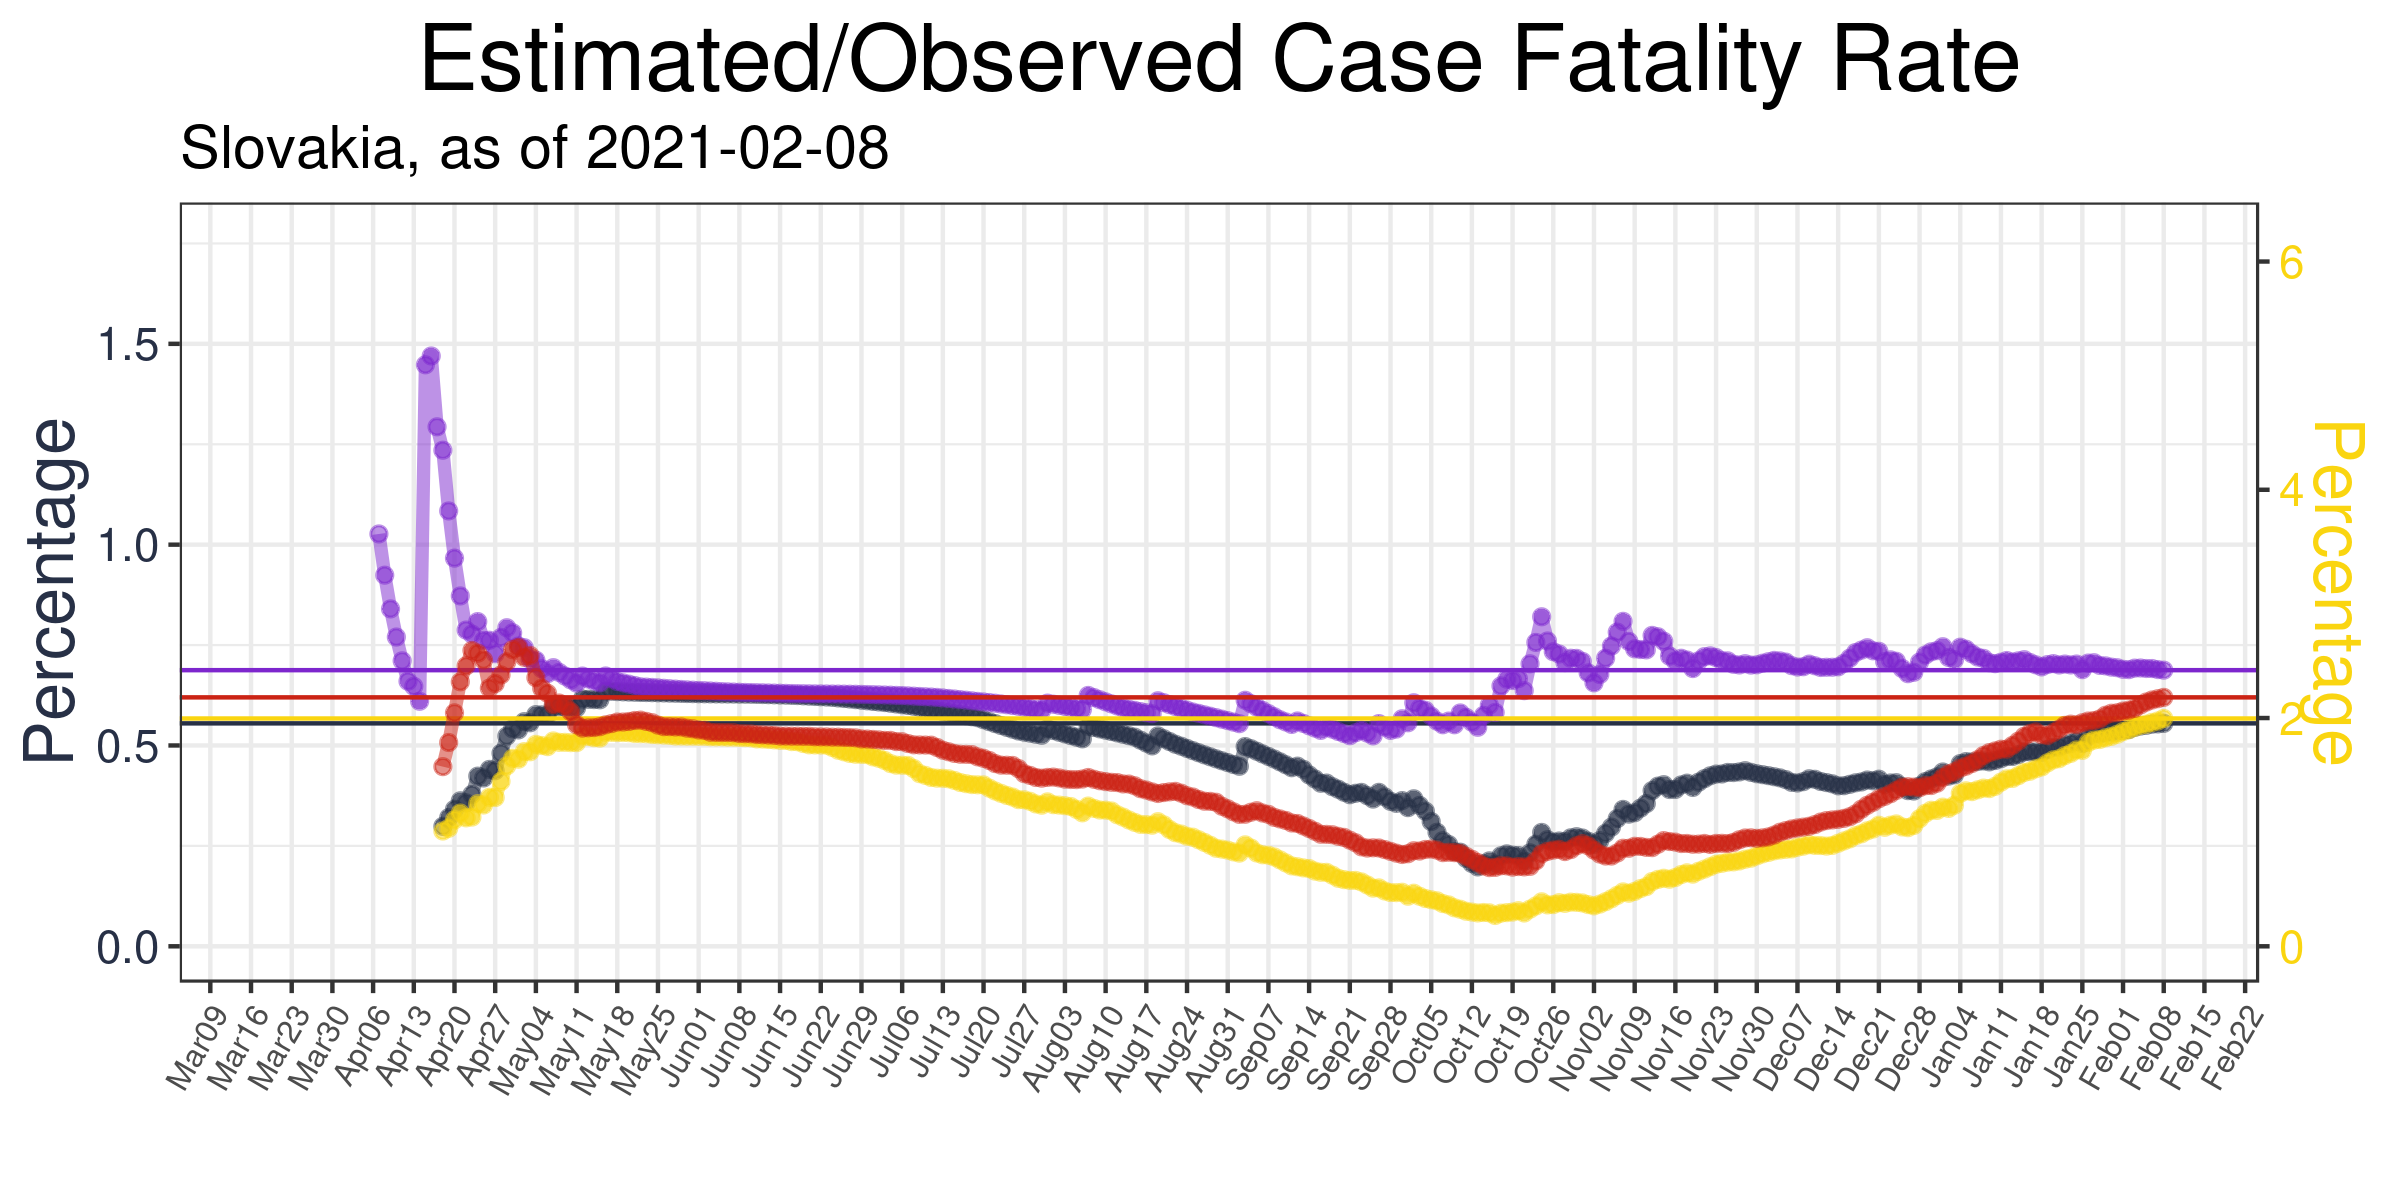 Estimated/Observed Case Fatality Rate
Slovakia, as of 2021-02-08
Percentage
1.5
1.0
0.5
0.0
6
4
2
0
Percentage
Mar09
Mar16
Mar23
Mar30
Apr06
Apr13
Apr20
Apr27
May04
May11
May18
May25
Jun01
Jun08
Jun15
Jun22
Jun29
Jul06
Jul13
Jul20
Jul27
Aug03
Aug10
Aug17
Aug24
Aug31
Sep07
Sep14
Sep21
Sep28
Oct05
Oct12
Oct19
Oct26
Nov02
Nov09
Nov16
Nov23
Nov30
Dec07
Dec14
Dec21
Dec28
Jan04
Jan11
Jan18
Jan25
Feb01
Feb08
Feb15
Feb22